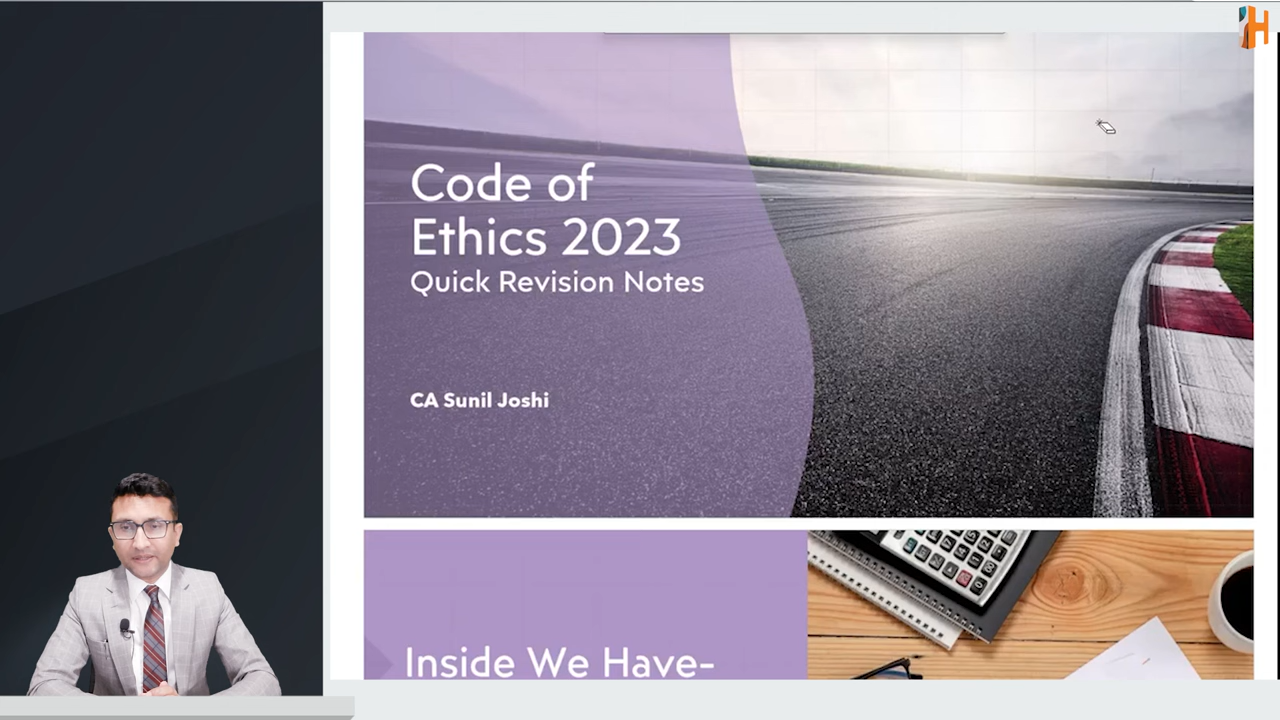 H
Code of
Ethics 2023
Quick Revision Notes
CA Sunil Joshi
Inside We Have-